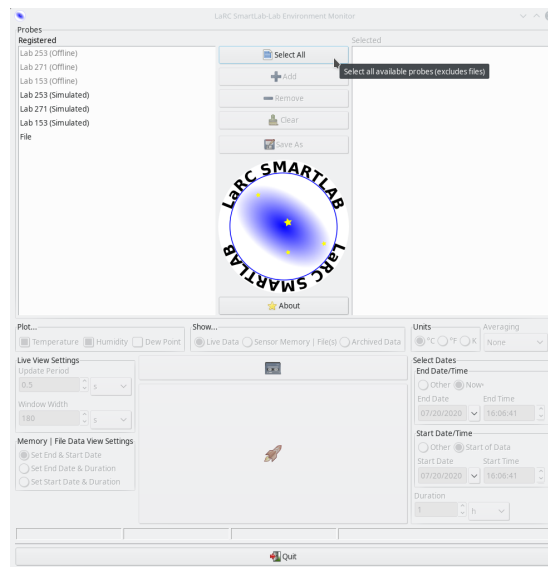 LaRC SmartLab-Lab Environment Monitor
Probes
Registered
Selected
Lab 253 (Offline)
Lab 271 (Offline)
Lab 153 (Offline)
Lab 253 (Simulated)
Lab 271 (Simulated)
Lab 153 (Simulated)
File
Select All
Select all available probes (excludes files)
Add
Remove
Clear
Save As
LaRC SMARTLAB
LaRC SMARTLAB
About
Plot...
Temperature Humidity Dew Point
Show...
Live Data Sensor Memory | File(s) Archived Data
Units
°C °F K
Averaging
None
Live View Settings
Update Period
0.5 s
Window Width
180 s
Memory | File Data View Settings
Set End & Start Date
Set End Date & Duration
Set Start Date & Duration
Select Dates
End Date/Time
Other Now
End Date End Time
07/20/2020 16:06:41
Start Date/Time
Other Start of Data
Start Date Start Time
07/20/2020 16:06:41
Duration
1 h
Quit